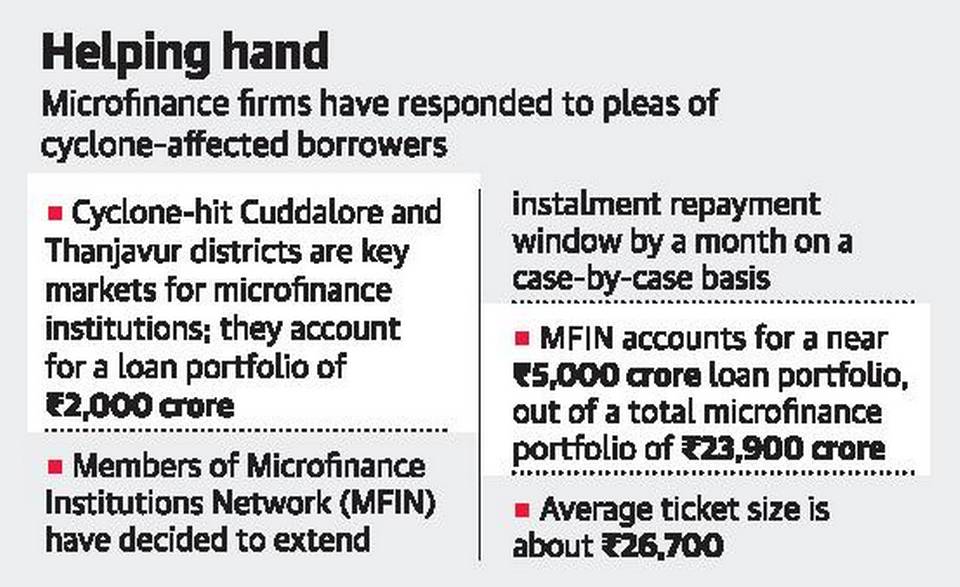 Helping hand
Microfinance firms have responded to pleas of
cyclone-affected borrowers
▪ Cyclone-hit Cuddalore and
Thanjavur districts are key
markets for microfinance
institutions; they account
for a loan portfolio of
₹2,000 crore
▪ Members of Microfinance
Institutions Network (MFIN)
have decided to extend
instalment repayment
window by a month on a
case-by-case basis
▪ MFIN accounts for a near
₹5,000 crore loan portfolio,
out of a total microfinance
portfolio of ₹23,900 crore
▪ Average ticket size is
about ₹26,700